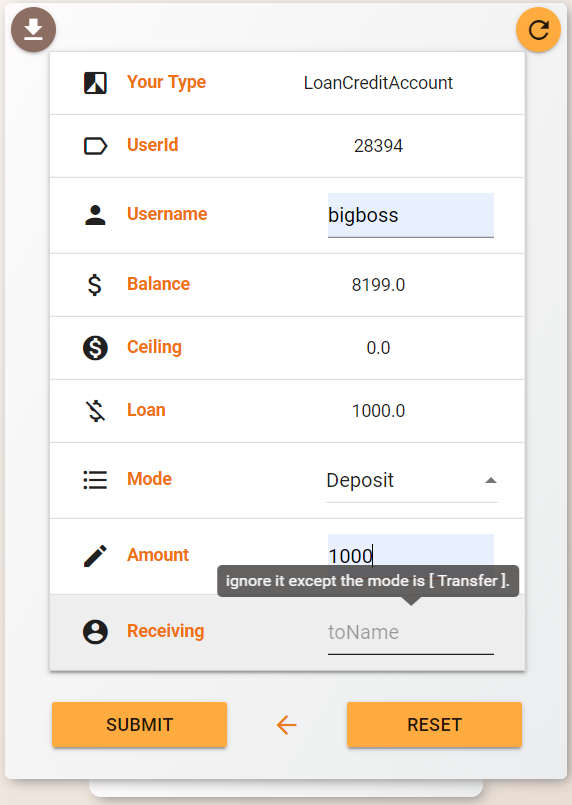 Your Type LoanCreditAccount
UserId 28394
Username bigboss
Balance 8199.0
Ceiling 0.0
Loan 1000.0
Mode Deposit
Amount 1000
ignore it except the mode is [ Transfer ].
Receiving toName
SUBMIT RESET